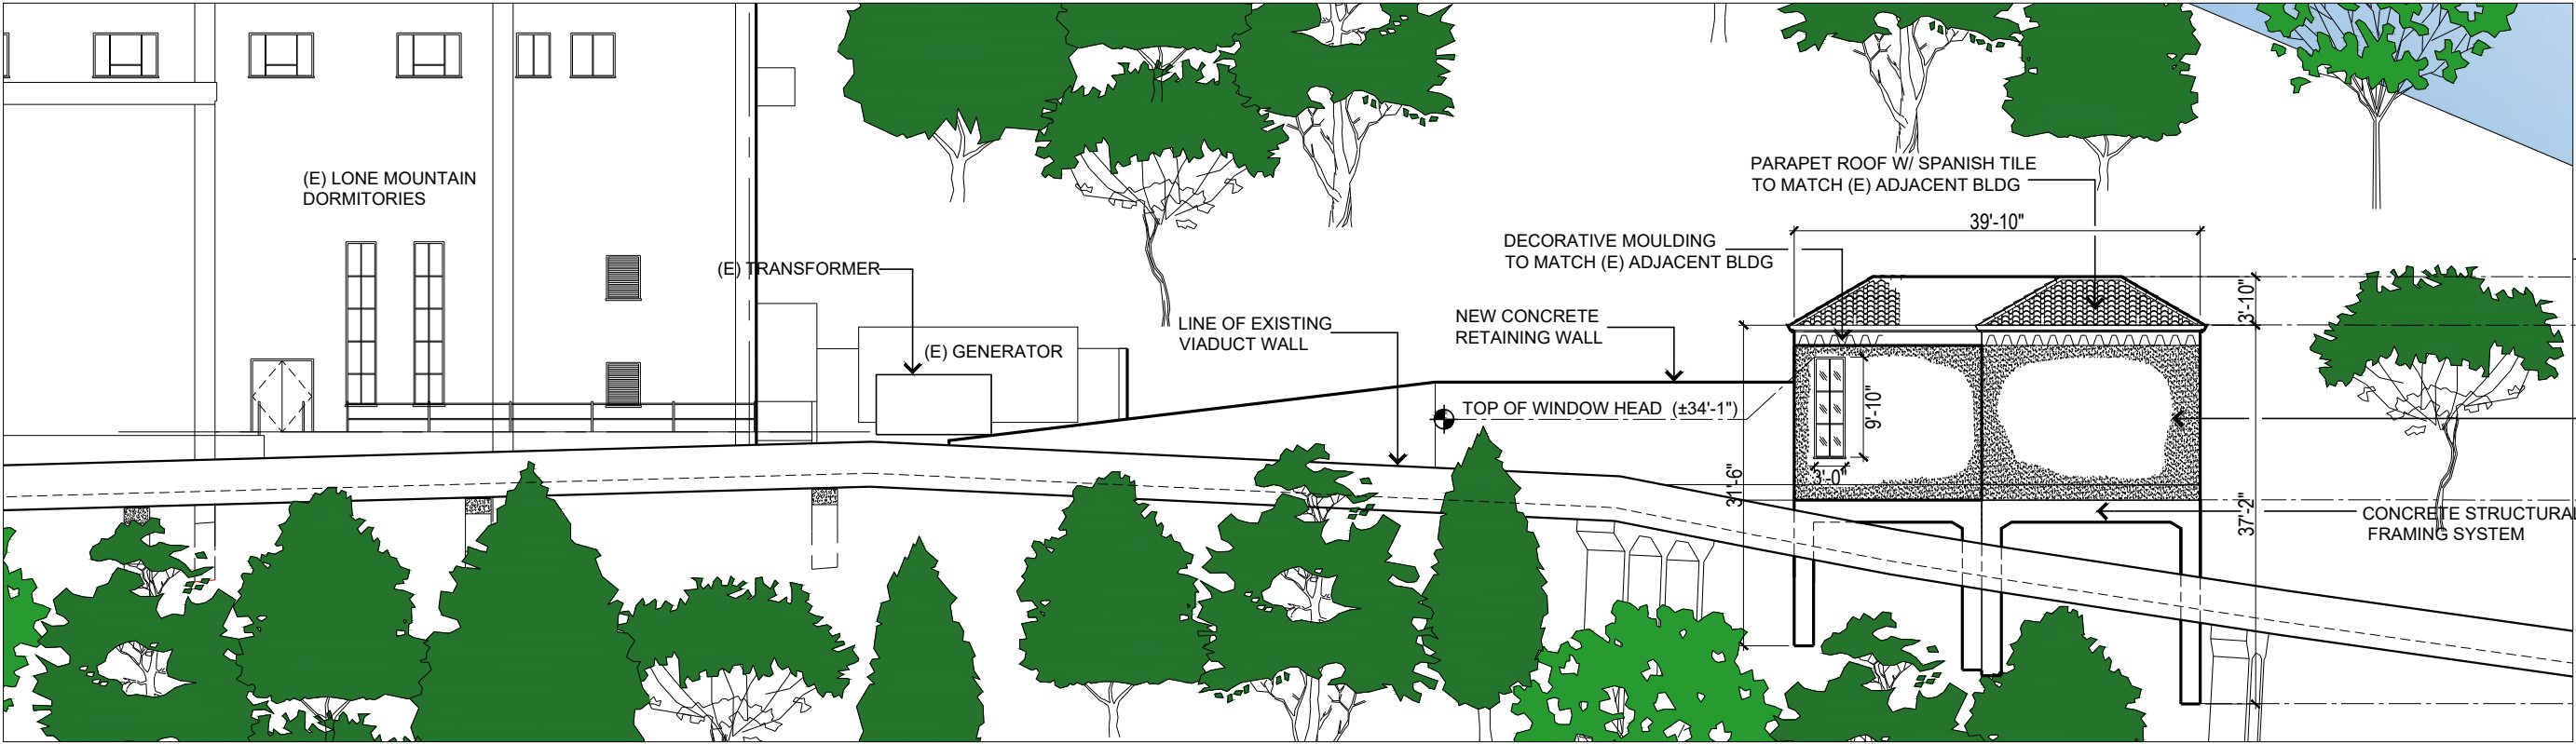 (E) LONE MOUNTAIN
DORMITORIES
(E) TRANSFORMER
(E) GENERATOR
LINE OF EXISTING
VIADUCT WALL
NEW CONCRETE
RETAINING WALL
TOP OF WINDOW HEAD (±34'-1")
DECORATIVE MOULDING
TO MATCH (E) ADJACENT BLDG
PARAPET ROOF W/ SPANISH TILE
TO MATCH (E) ADJACENT BLDG
39'-10"
3'-10"
9'-10"
3'-0"
31'-6"
37'-2"
CONCRETE STRUCTURAL
FRAMING SYSTEM